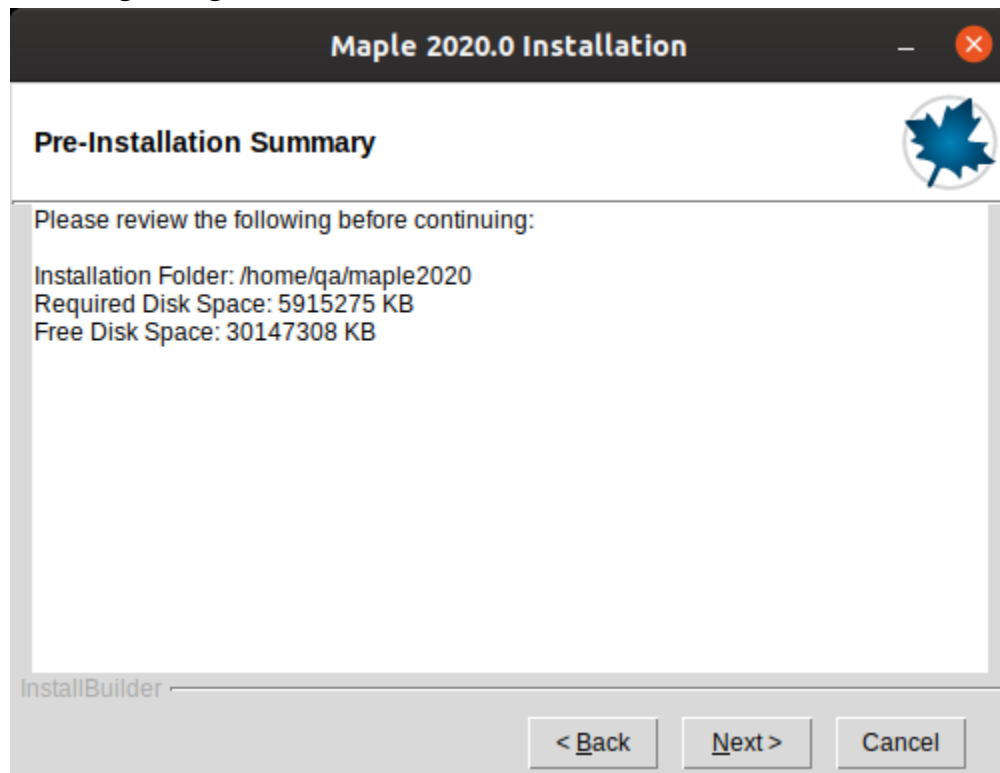 Maple 2020.0 Installation
Pre-Installation Summary
Please review the following before continuing:
Installation Folder: /home/qa/maple2020
Required Disk Space: 5915275 KB
Free Disk Space: 30147308 KB
InstallBuilder
< Back Next > Cancel